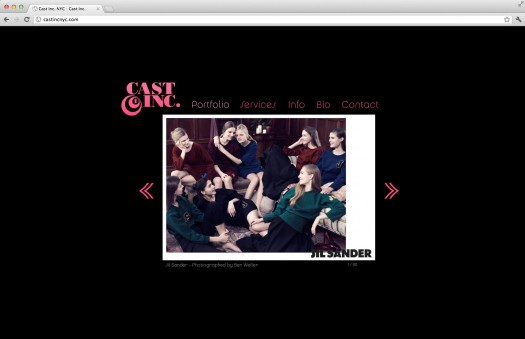 Cast Inc. NYC - Cast Inc.
castincnyc.com
CAST
& INC.
Portfolio Services Info Bio Contact
JIL SANDER
Jil Sander - Photographed by Ben Weller